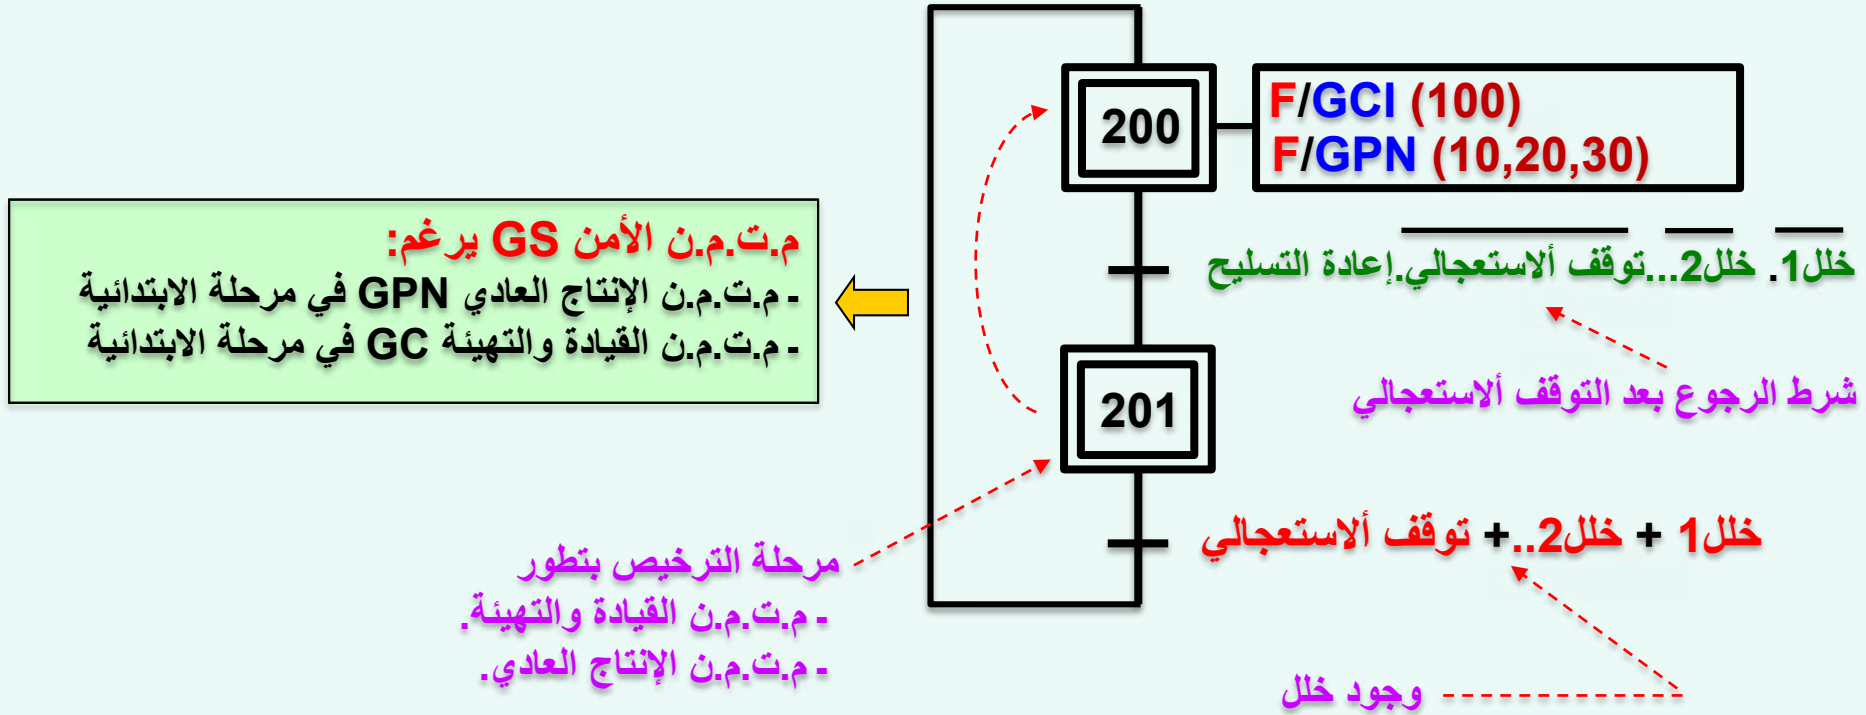 200
F/GCI (100)
F/GPN (10,20,30)
خلل1. خلل2...توقف ألاستعجالي.إعادة التسليح
شرط الرجوع بعد التوقف ألاستعجالي
م.ت.م.ن الأمن GS يرغم:
- م.ت.م.ن الإنتاج العادي GPN في مرحلة الابتدائية
- م.ت.م.ن القيادة والتهيئة GC في مرحلة الابتدائية
201
خلل1 + خلل2..+ توقف ألاستعجالي
مرحلة الترخيص بتطور
- م.ت.م.ن القيادة والتهيئة.
- م.ت.م.ن الإنتاج العادي.
وجود خلل